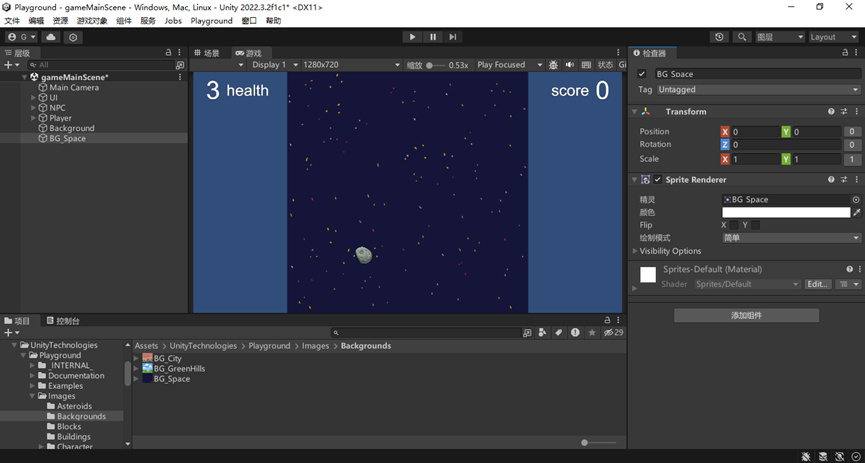 Playground - gameMainScene - Windows, Mac, Linux - Unity 2022.3.2f1c1* <DX11>
文件 编辑 资源 游戏对象 组件 服务 Jobs Playground 窗口 帮助
G 图层 Layout
层级 场景 游戏 检查器
All Display 1 1280x720 缩放 0.53x Play Focused 状态 Gi
gameMainScene*
Main Camera
UI
NPC
Player
Background
BG_Space
3 health score 0
BG Space
Tag Untagged
Transform
Position X 0 Y 0 0
Rotation Z 0 0
Scale X 1 Y 1 1
Sprite Renderer
精灵 BG Space
颜色
Flip X Y
绘制模式 简单
Visibility Options
Sprites-Default (Material)
Shader Sprites/Default Edit...
添加组件
项目 控制台
29
UnityTechnologies
Playground
_INTERNAL_
Documentation
Examples
Images
Asteroids
Backgrounds
Blocks
Buildings
Character
Assets > UnityTechnologies > Playground > Images > Backgrounds
BG_City
BG_GreenHills
BG_Space